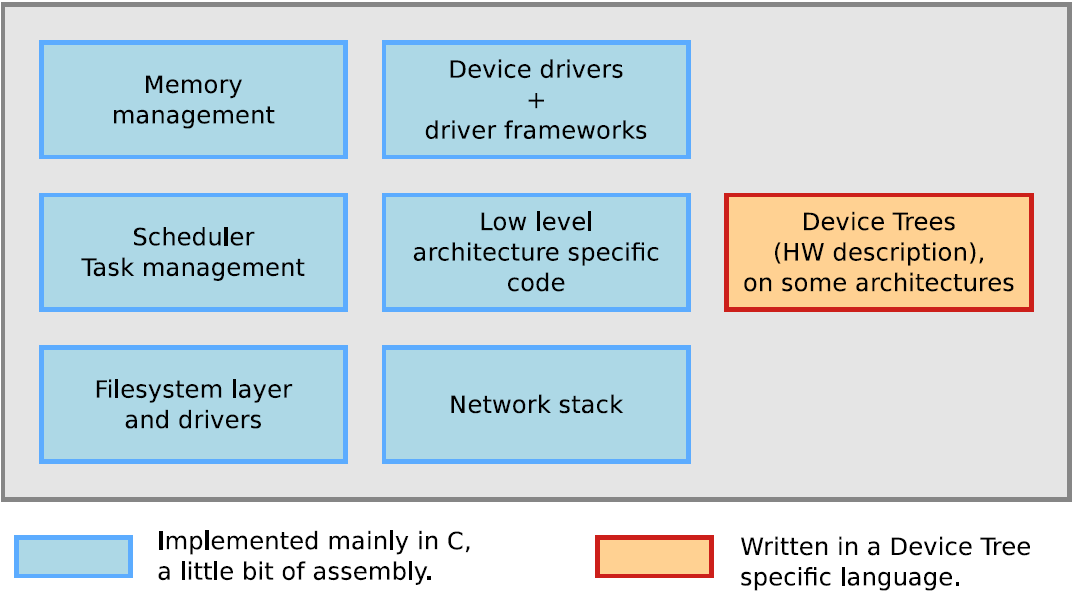 Memory
management
Device drivers
+
driver frameworks
Scheduler
Task management
Low level
architecture specific
code
Device Trees
(HW description),
on some architectures
Filesystem layer
and drivers
Network stack
Implemented mainly in C,
a little bit of assembly.
Written in a Device Tree
specific language.